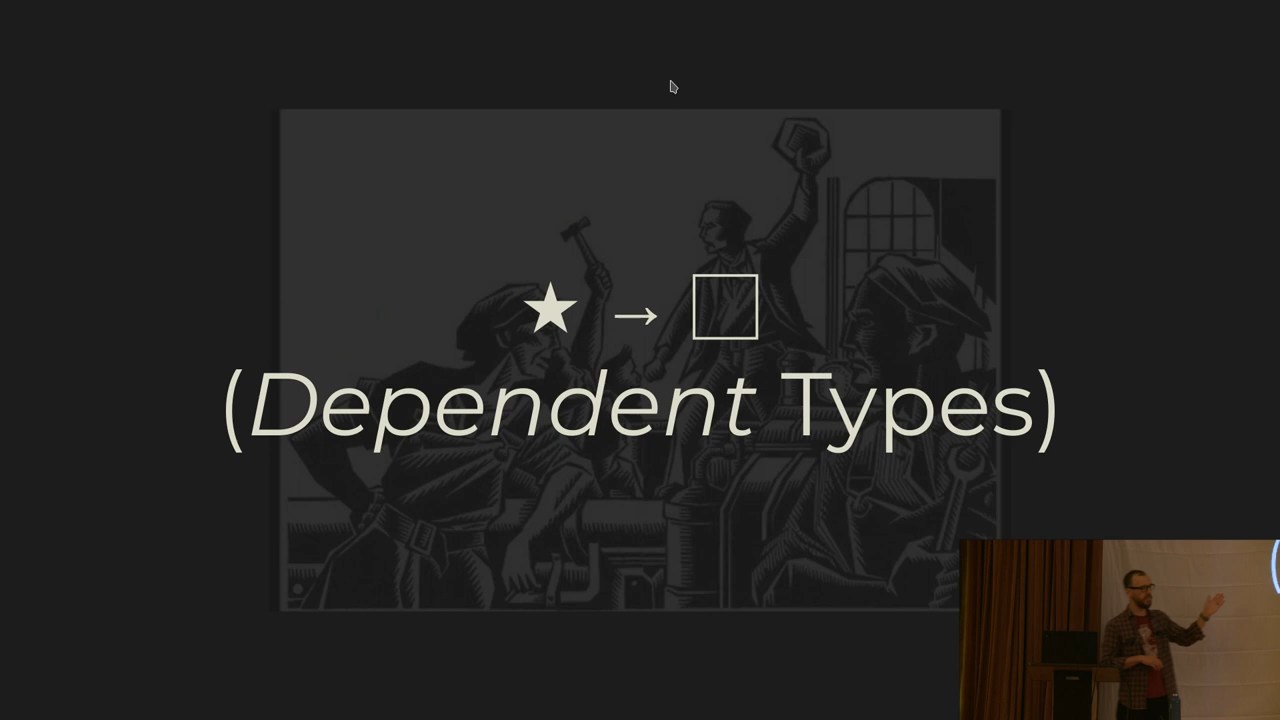 ★ → □
(Dependent Types)